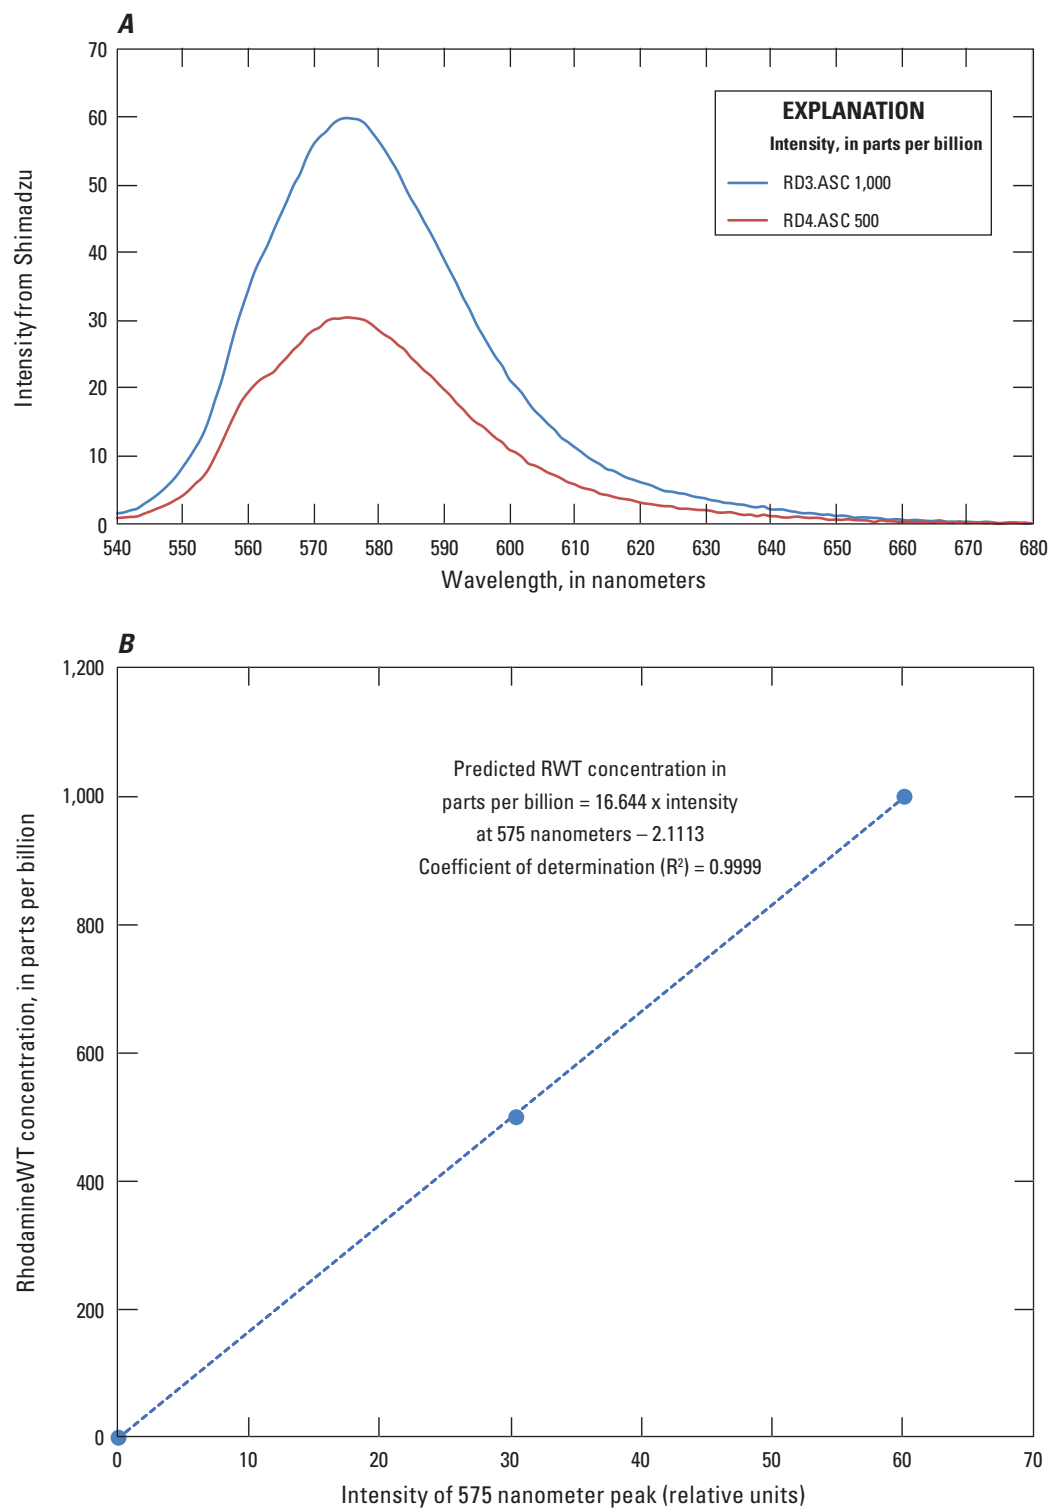 A
70
60
50
40
30
20
10
0
Intensity from Shimadzu
EXPLANATION
Intensity, in parts per billion
RD3.ASC 1,000
RD4.ASC 500
540 550 560 570 580 590 600 610 620 630 640 650 660 670 680
Wavelength, in nanometers
B
1,200
1,000
800
600
400
200
0
RhodamineWT concentration, in parts per billion
Predicted RWT concentration in
parts per billion = 16.644 x intensity
at 575 nanometers – 2.1113
Coefficient of determination (R²) = 0.9999
0 10 20 30 40 50 60 70
Intensity of 575 nanometer peak (relative units)